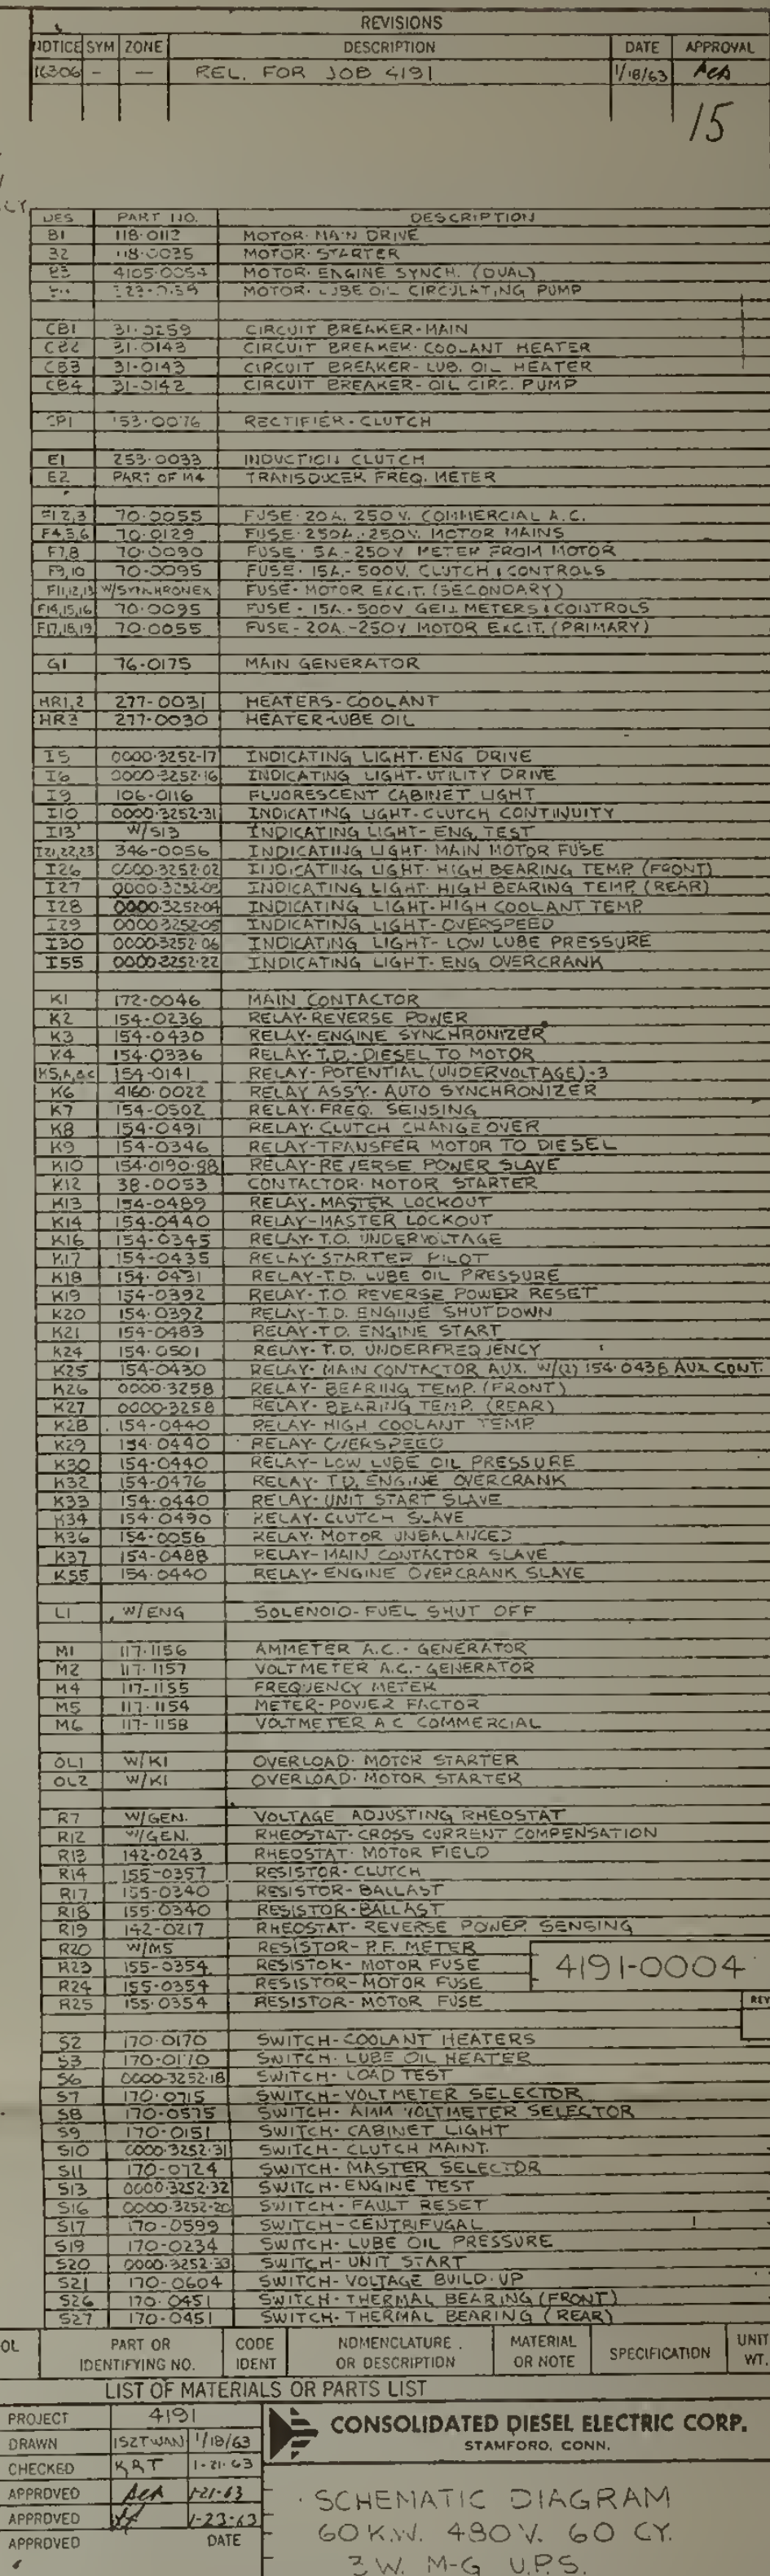 REVISIONS
NOTICE SYM ZONE DESCRIPTION DATE APPROVAL
16306 - - REL. FOR JOB 4191 1/18/63
15
DES PART NO. DESCRIPTION
B1 118-0112 MOTOR-MAIN DRIVE
B2 118-0035 MOTOR-STARTER
B3 4105-0054 MOTOR-ENGINE SYNCH. (DUAL)
MOTOR-LUBE OIL CIRCULATING PUMP
CB1 31-0259 CIRCUIT BREAKER-MAIN
CB2 31-0143 CIRCUIT BREAKER-COOLANT HEATER
CB3 31-0143 CIRCUIT BREAKER-LUB. OIL HEATER
CB4 31-0142 CIRCUIT BREAKER-OIL CIRC. PUMP
CP1 153-0076 RECTIFIER-CLUTCH
E1 253-0033 INDUCTION CLUTCH
E2 PART OF M4 TRANSDUCER FREQ. METER
F1,2,3 70-0055 FUSE-20A. 250V. COMMERCIAL A.C.
F4,5,6 70-0129 FUSE-250A.-250V. MOTOR MAINS
F7,8 70-0090 FUSE-5A.-250V METER FROM MOTOR
F9,10 70-0095 FUSE-15A.-500V. CLUTCH & CONTROLS
F11,12,13 W/SYNCHRONEX FUSE-MOTOR EXCIT. (SECONDARY)
F14,15,16 70-0095 FUSE-15A.-500V GEN. METERS & CONTROLS
F17,18,19 70-0055 FUSE-20A.-250V MOTOR EXCIT. (PRIMARY)
G1 76-0175 MAIN GENERATOR
HR1,2 277-0031 HEATERS-COOLANT
HR3 277-0030 HEATER-LUBE OIL
I5 0000-3252-17 INDICATING LIGHT-ENG DRIVE
I6 0000-3252-16 INDICATING LIGHT-UTILITY DRIVE
I9 106-0116 FLUORESCENT CABINET LIGHT
I10 0000-3252-31 INDICATING LIGHT-CLUTCH CONTINUITY
I13 W/S13 INDICATING LIGHT-ENG. TEST
I21,22,23 346-0056 INDICATING LIGHT-MAIN MOTOR FUSE
I26 0000-3252-02 INDICATING LIGHT-HIGH BEARING TEMP. (FRONT)
I27 0000-3252-03 INDICATING LIGHT-HIGH BEARING TEMP. (REAR)
I28 0000-3252-04 INDICATING LIGHT-HIGH COOLANT TEMP.
I29 0000-3252-05 INDICATING LIGHT-OVERSPEED
I30 0000-3252-06 INDICATING LIGHT-LOW LUBE PRESSURE
I55 0000-3252-22 INDICATING LIGHT-ENG OVERCRANK
K1 172-0046 MAIN CONTACTOR
K2 154-0236 RELAY-REVERSE POWER
K3 154-0430 RELAY-ENGINE SYNCHRONIZER
K4 154-0336 RELAY-T.D.-DIESEL TO MOTOR
K5,A,B,C 154-0141 RELAY-POTENTIAL (UNDERVOLTAGE)-3
K6 4160-0022 RELAY ASSY-AUTO SYNCHRONIZER
K7 154-0502 RELAY-FREQ. SENSING
K8 154-0491 RELAY-CLUTCH CHANGEOVER
K9 154-0346 RELAY-TRANSFER MOTOR TO DIESEL
K10 154-0190-98 RELAY-REVERSE POWER SLAVE
K12 38-0053 CONTACTOR-MOTOR STARTER
K13 154-0489 RELAY-MASTER LOCKOUT
K14 154-0440 RELAY-MASTER LOCKOUT
K16 154-0345 RELAY-T.D. UNDERVOLTAGE
K17 154-0435 RELAY-STARTER PILOT
K18 154-0431 RELAY-T.D. LUBE OIL PRESSURE
K19 154-0392 RELAY-T.D. REVERSE POWER RESET
K20 154-0392 RELAY-T.D. ENGINE SHUTDOWN
K21 154-0483 RELAY-T.D. ENGINE START
K24 154-0501 RELAY-T.D. UNDERFREQUENCY
K25 154-0430 RELAY-MAIN CONTACTOR AUX. W/(2) 154-0436 AUX CONT.
K26 0000-3258 RELAY-BEARING TEMP. (FRONT)
K27 0000-3258 RELAY-BEARING TEMP. (REAR)
K28 154-0440 RELAY-HIGH COOLANT TEMP
K29 154-0440 RELAY-OVERSPEED
K30 154-0440 RELAY-LOW LUBE OIL PRESSURE
K32 154-0476 RELAY-T.D. ENGINE OVERCRANK
K33 154-0440 RELAY-UNIT START SLAVE
K34 154-0490 RELAY-CLUTCH SLAVE
K36 154-0056 RELAY-MOTOR UNBALANCED
K37 154-0488 RELAY-MAIN CONTACTOR SLAVE
K55 154-0440 RELAY-ENGINE OVERCRANK SLAVE
L1 W/ENG SOLENOID-FUEL SHUT OFF
M1 117-1156 AMMETER A.C.-GENERATOR
M2 117-1157 VOLTMETER A.C.-GENERATOR
M4 117-1155 FREQUENCY METER
M5 117-1154 METER-POWER FACTOR
M6 117-1158 VOLTMETER A C COMMERCIAL
OL1 W/K1 OVERLOAD-MOTOR STARTER
OL2 W/K1 OVERLOAD-MOTOR STARTER
R7 W/GEN. VOLTAGE ADJUSTING RHEOSTAT
R12 W/GEN. RHEOSTAT-CROSS CURRENT COMPENSATION
R13 142-0243 RHEOSTAT-MOTOR FIELD
R14 155-0357 RESISTOR-CLUTCH
R17 155-0340 RESISTOR-BALLAST
R18 155-0340 RESISTOR-BALLAST
R19 142-0217 RHEOSTAT-REVERSE POWER SENSING
R20 W/M5 RESISTOR-P.F. METER
R23 155-0354 RESISTOR-MOTOR FUSE
4191-0004
R24 155-0354 RESISTOR-MOTOR FUSE
R25 155-0354 RESISTOR-MOTOR FUSE
REV
S2 170-0170 SWITCH-COOLANT HEATERS
S3 170-0170 SWITCH-LUBE OIL HEATER
S6 0000-3252-18 SWITCH-LOAD TEST
S7 170-0715 SWITCH-VOLTMETER SELECTOR
S8 170-0575 SWITCH-AMM VOLTMETER SELECTOR
S9 170-0151 SWITCH-CABINET LIGHT
S10 0000-3252-31 SWITCH-CLUTCH MAINT.
S11 170-0724 SWITCH-MASTER SELECTOR
S13 0000-3252-32 SWITCH-ENGINE TEST
S16 0000-3252-20 SWITCH-FAULT RESET
S17 170-0599 SWITCH-CENTRIFUGAL
S19 170-0234 SWITCH-LUBE OIL PRESSURE
S20 0000-3252-33 SWITCH-UNIT START
S21 170-0604 SWITCH-VOLTAGE BUILD-UP
S26 170-0451 SWITCH-THERMAL BEARING (FRONT)
S27 170-0451 SWITCH-THERMAL BEARING (REAR)
OL PART OR IDENTIFYING NO. CODE IDENT NOMENCLATURE OR DESCRIPTION MATERIAL OR NOTE SPECIFICATION UNIT WT.
LIST OF MATERIALS OR PARTS LIST
PROJECT 4191
CONSOLIDATED DIESEL ELECTRIC CORP.
STAMFORD, CONN.
DRAWN ISZTWAN 1/18/63
CHECKED KRT 1-21-63
APPROVED 1-21-63
APPROVED 1-23-63
APPROVED DATE
SCHEMATIC DIAGRAM
60 K.W. 480V. 60 CY.
3 W. M-G U.P.S.